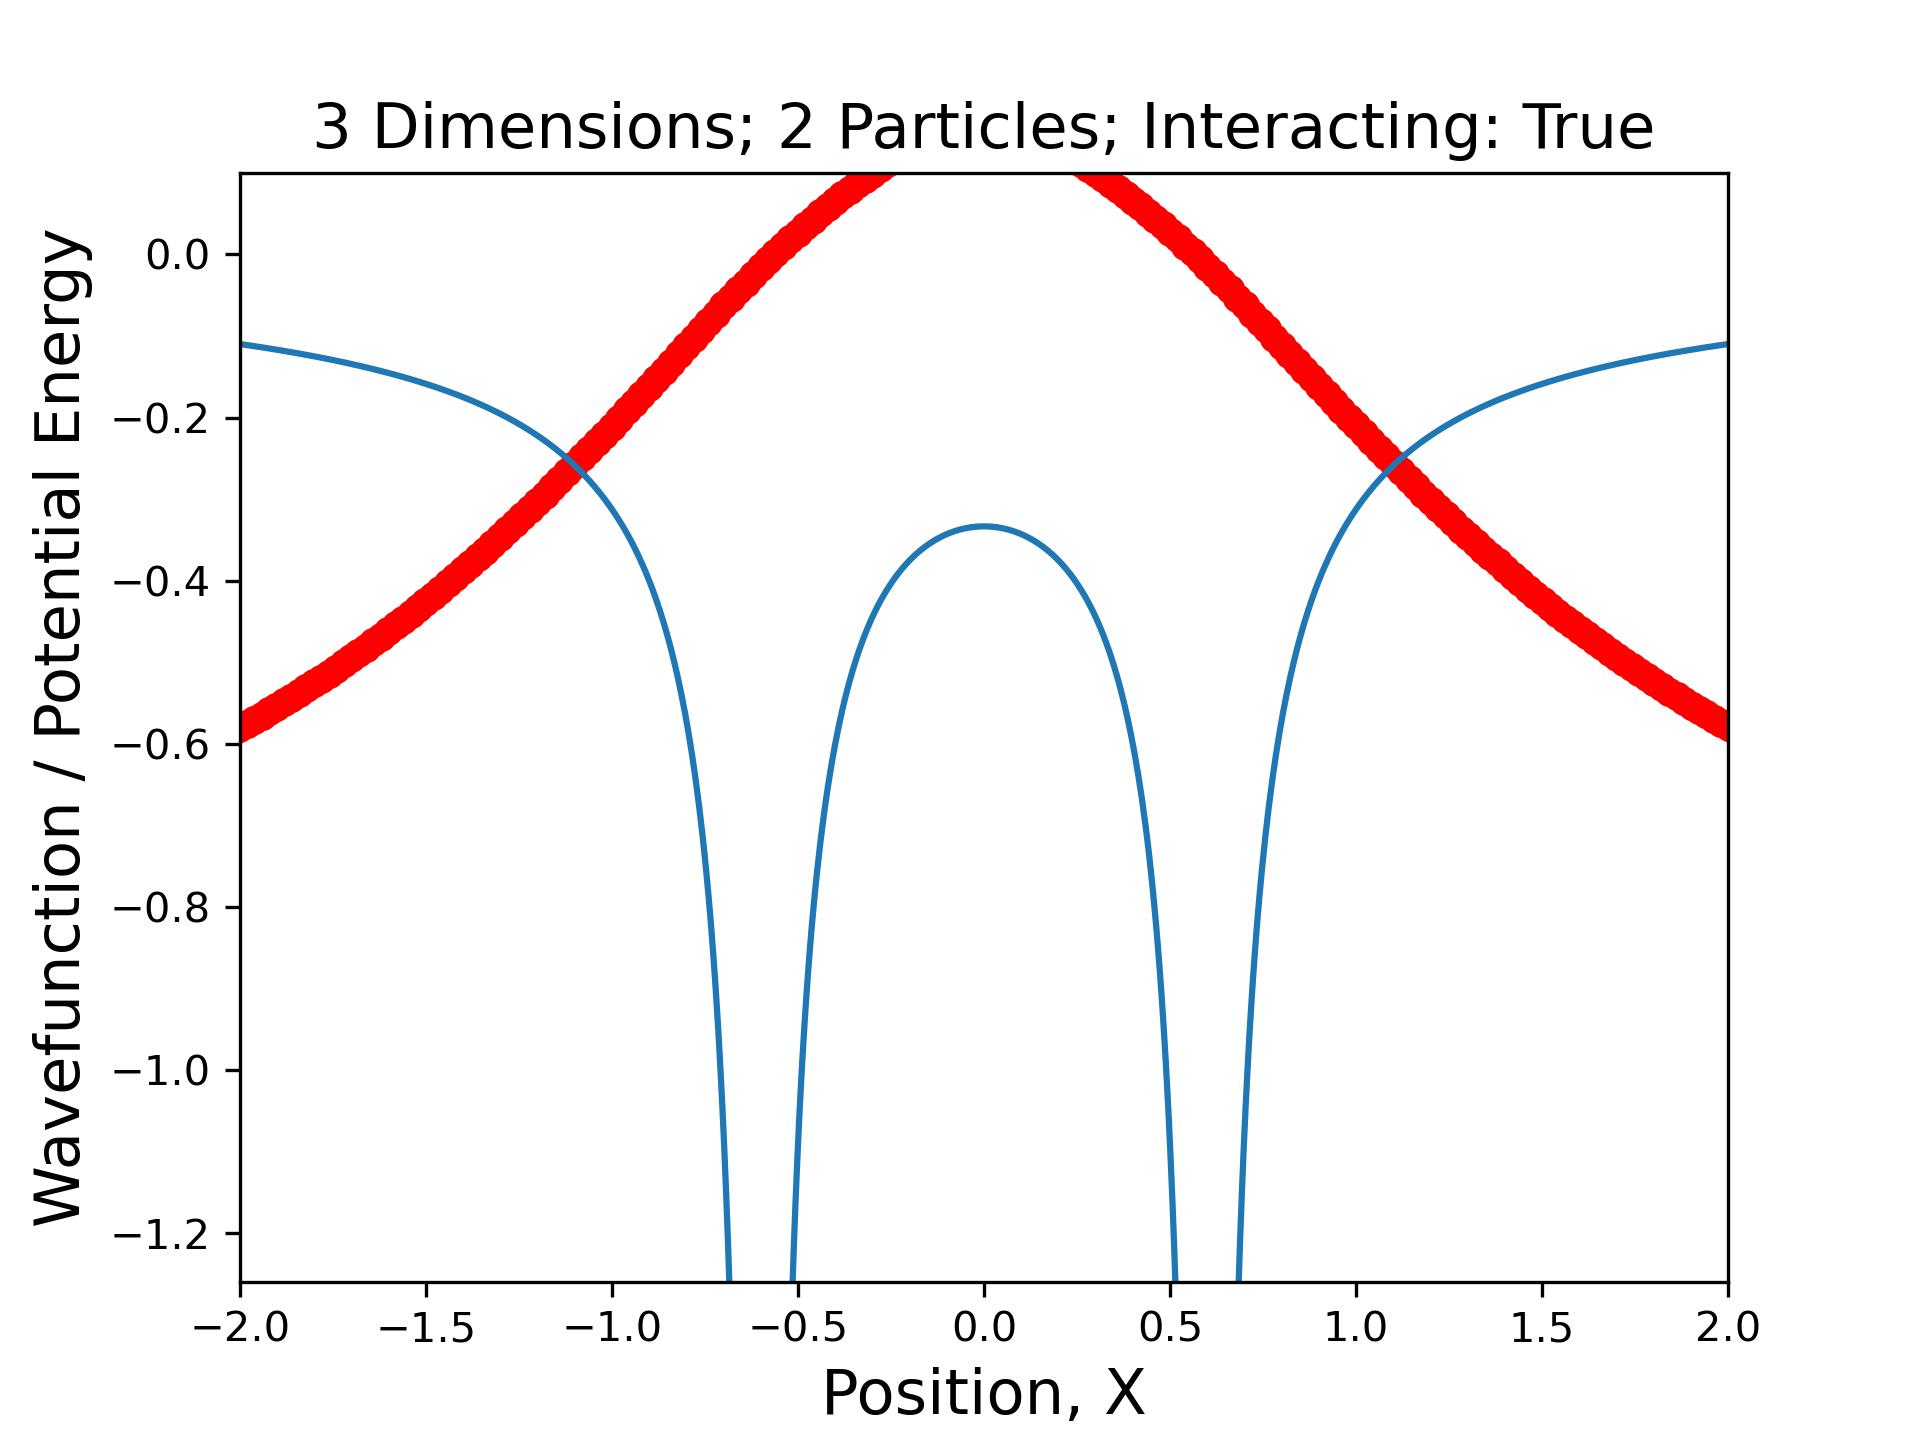 3 Dimensions; 2 Particles; Interacting: True
Wavefunction / Potential Energy
0.0
−0.2
−0.4
−0.6
−0.8
−1.0
−1.2
−2.0 −1.5 −1.0 −0.5 0.0 0.5 1.0 1.5 2.0
Position, X